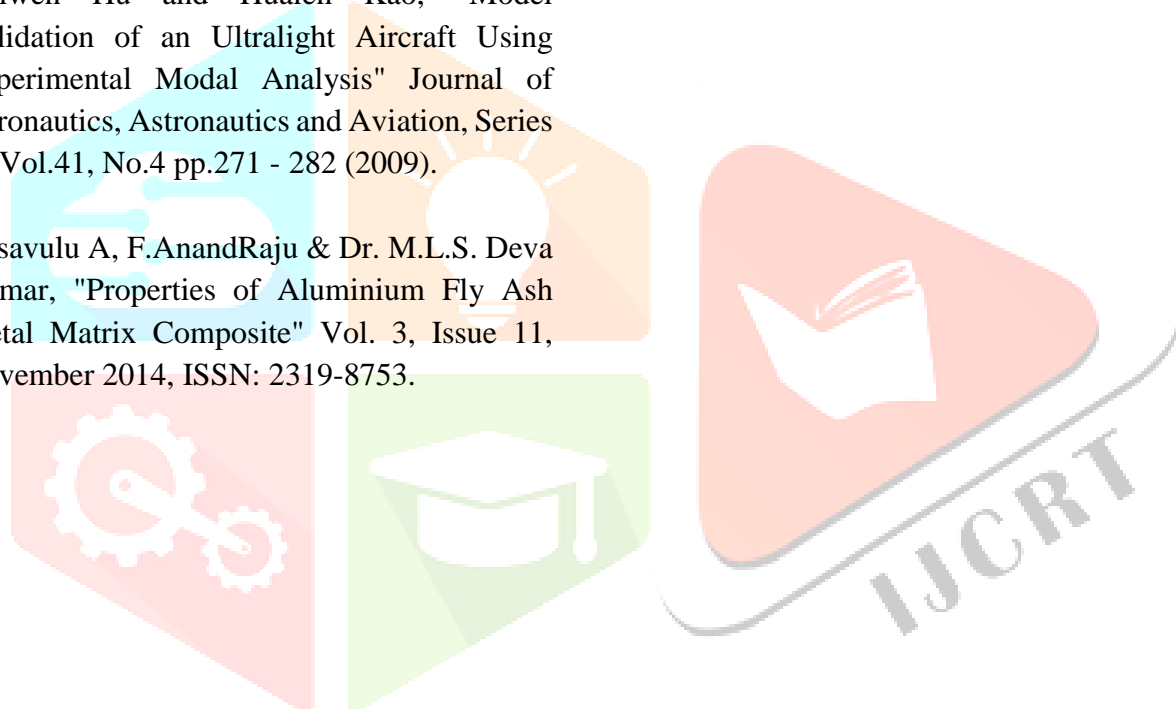 and Huafen Kao, "Model
lidation of an Ultralight Aircraft Using
perimental Modal Analysis" Journal of
ronautics, Astronautics and Aviation, Series
Vol.41, No.4 pp.271 - 282 (2009).
savulu A, F.AnandRaju & Dr. M.L.S. Deva
mar, "Properties of Aluminium Fly Ash
etal Matrix Composite" Vol. 3, Issue 11,
vember 2014, ISSN: 2319-8753.
IJCRT